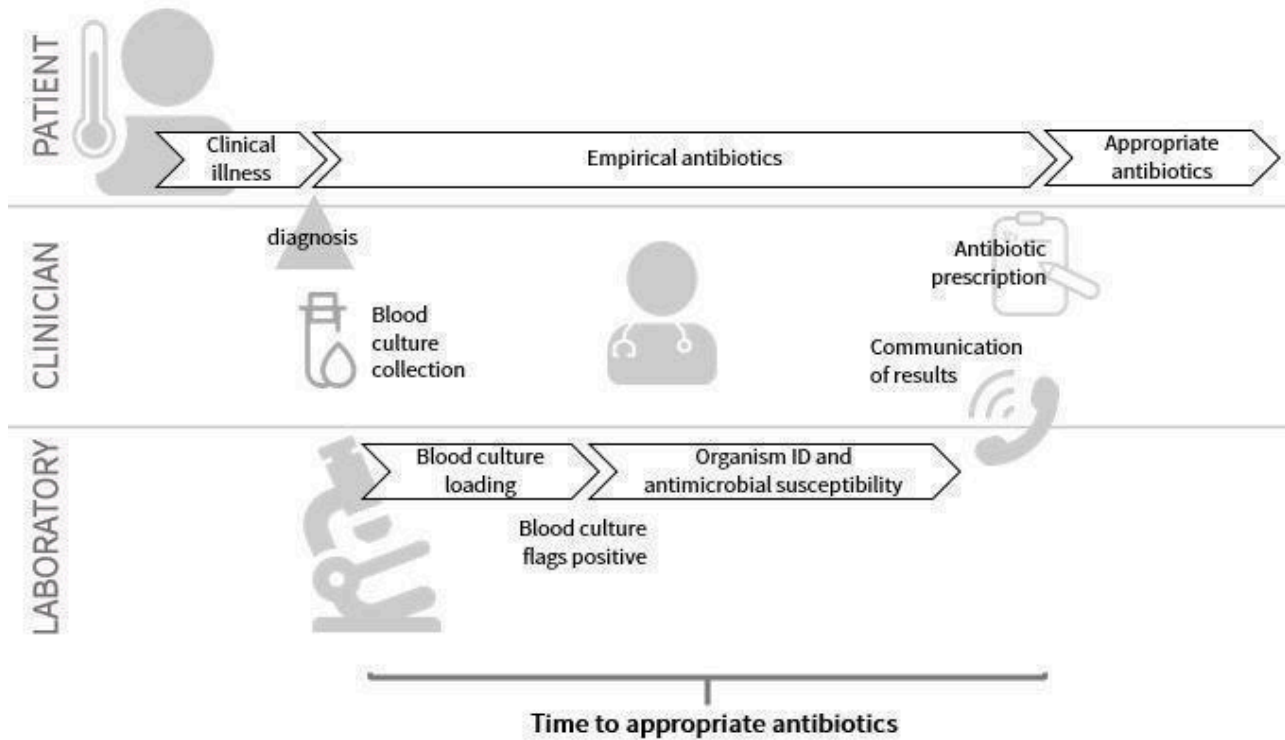 PATIENT
Clinical
illness
Empirical antibiotics
Appropriate
antibiotics
CLINICIAN
diagnosis
Blood
culture
collection
Antibiotic
prescription
Communication
of results
LABORATORY
Blood culture
loading
Organism ID and
antimicrobial susceptibility
Blood culture
flags positive
Time to appropriate antibiotics